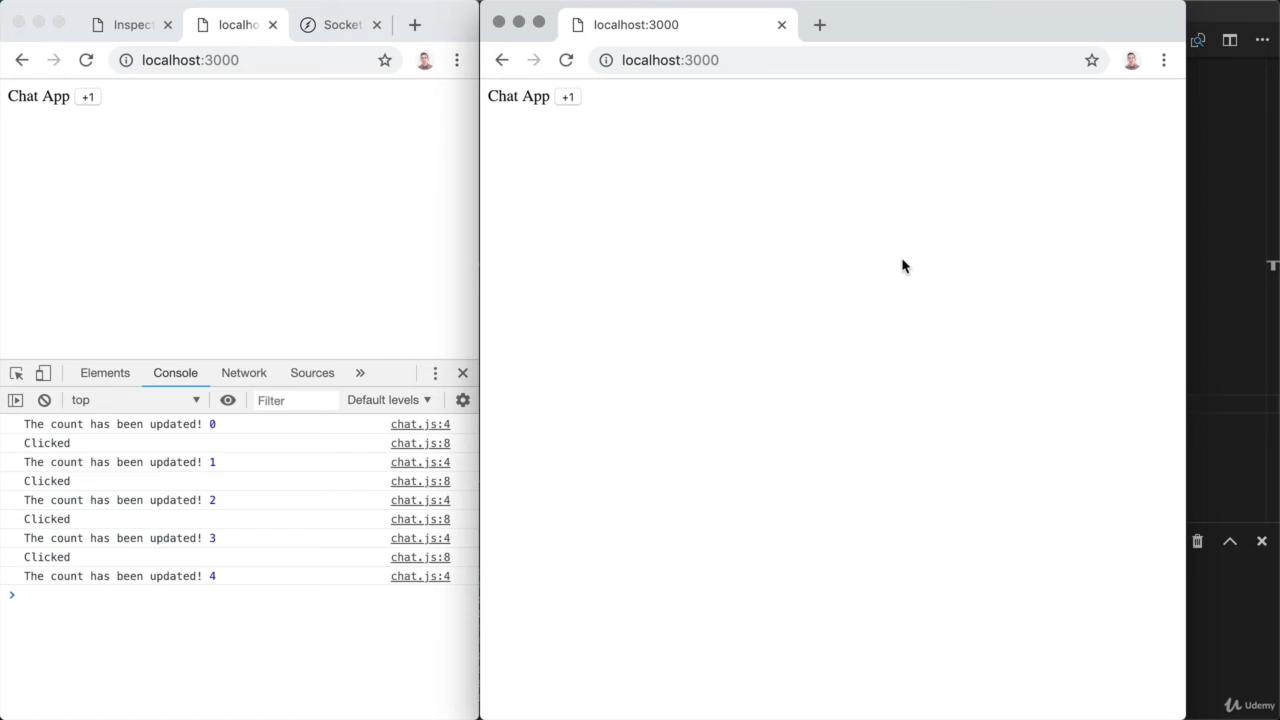 Inspect
localho
Socket
localhost:3000
localhost:3000
localhost:3000
Chat App +1
Chat App +1
Elements Console Network Sources
top Filter Default levels
The count has been updated! 0 chat.js:4
Clicked chat.js:8
The count has been updated! 1 chat.js:4
Clicked chat.js:8
The count has been updated! 2 chat.js:4
Clicked chat.js:8
The count has been updated! 3 chat.js:4
Clicked chat.js:8
The count has been updated! 4 chat.js:4
Udemy